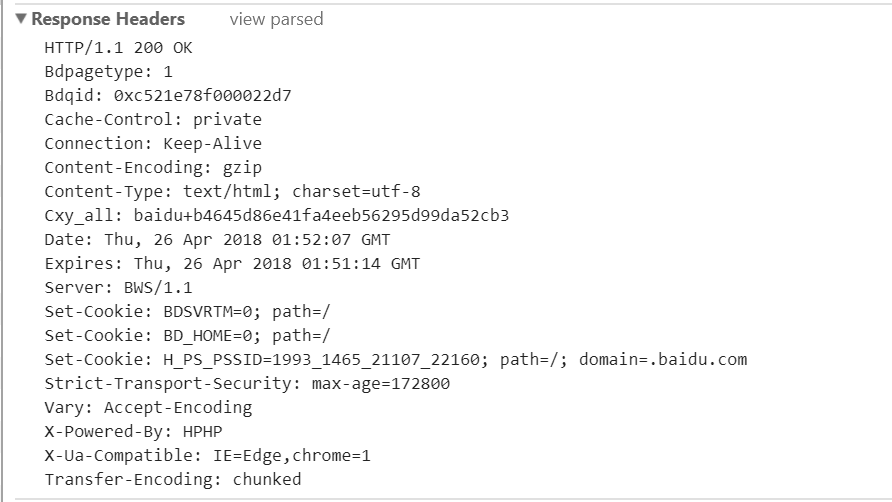 ▼ Response Headers view parsed
HTTP/1.1 200 OK
Bdpagetype: 1
Bdqid: 0xc521e78f000022d7
Cache-Control: private
Connection: Keep-Alive
Content-Encoding: gzip
Content-Type: text/html; charset=utf-8
Cxy_all: baidu+b4645d86e41fa4eeb56295d99da52cb3
Date: Thu, 26 Apr 2018 01:52:07 GMT
Expires: Thu, 26 Apr 2018 01:51:14 GMT
Server: BWS/1.1
Set-Cookie: BDSVRTM=0; path=/
Set-Cookie: BD_HOME=0; path=/
Set-Cookie: H_PS_PSSID=1993_1465_21107_22160; path=/; domain=.baidu.com
Strict-Transport-Security: max-age=172800
Vary: Accept-Encoding
X-Powered-By: HPHP
X-Ua-Compatible: IE=Edge,chrome=1
Transfer-Encoding: chunked